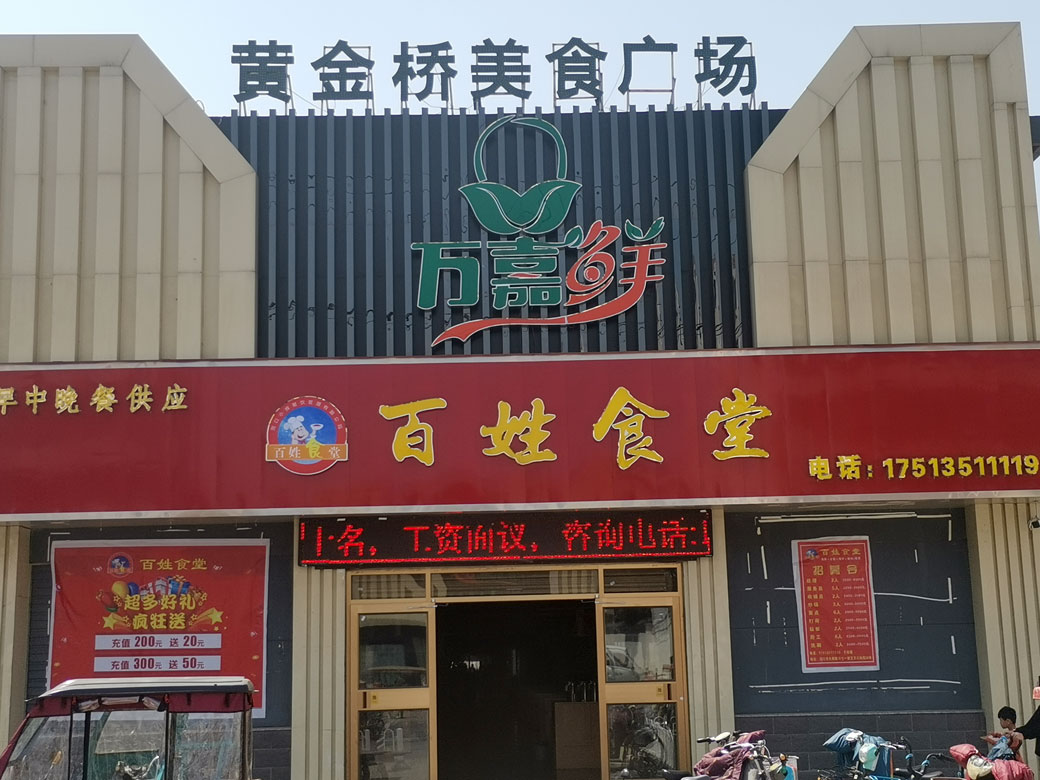 黄金桥美食广场
万嘉鲜
早中晚餐供应
百姓食堂
百姓食堂
电话：17513511119
十名，工资面议，咨询电话：
百姓食堂
超多好礼
疯狂送
充值 200元 送 20元
充值 300元 送 50元
百姓食堂
招聘会